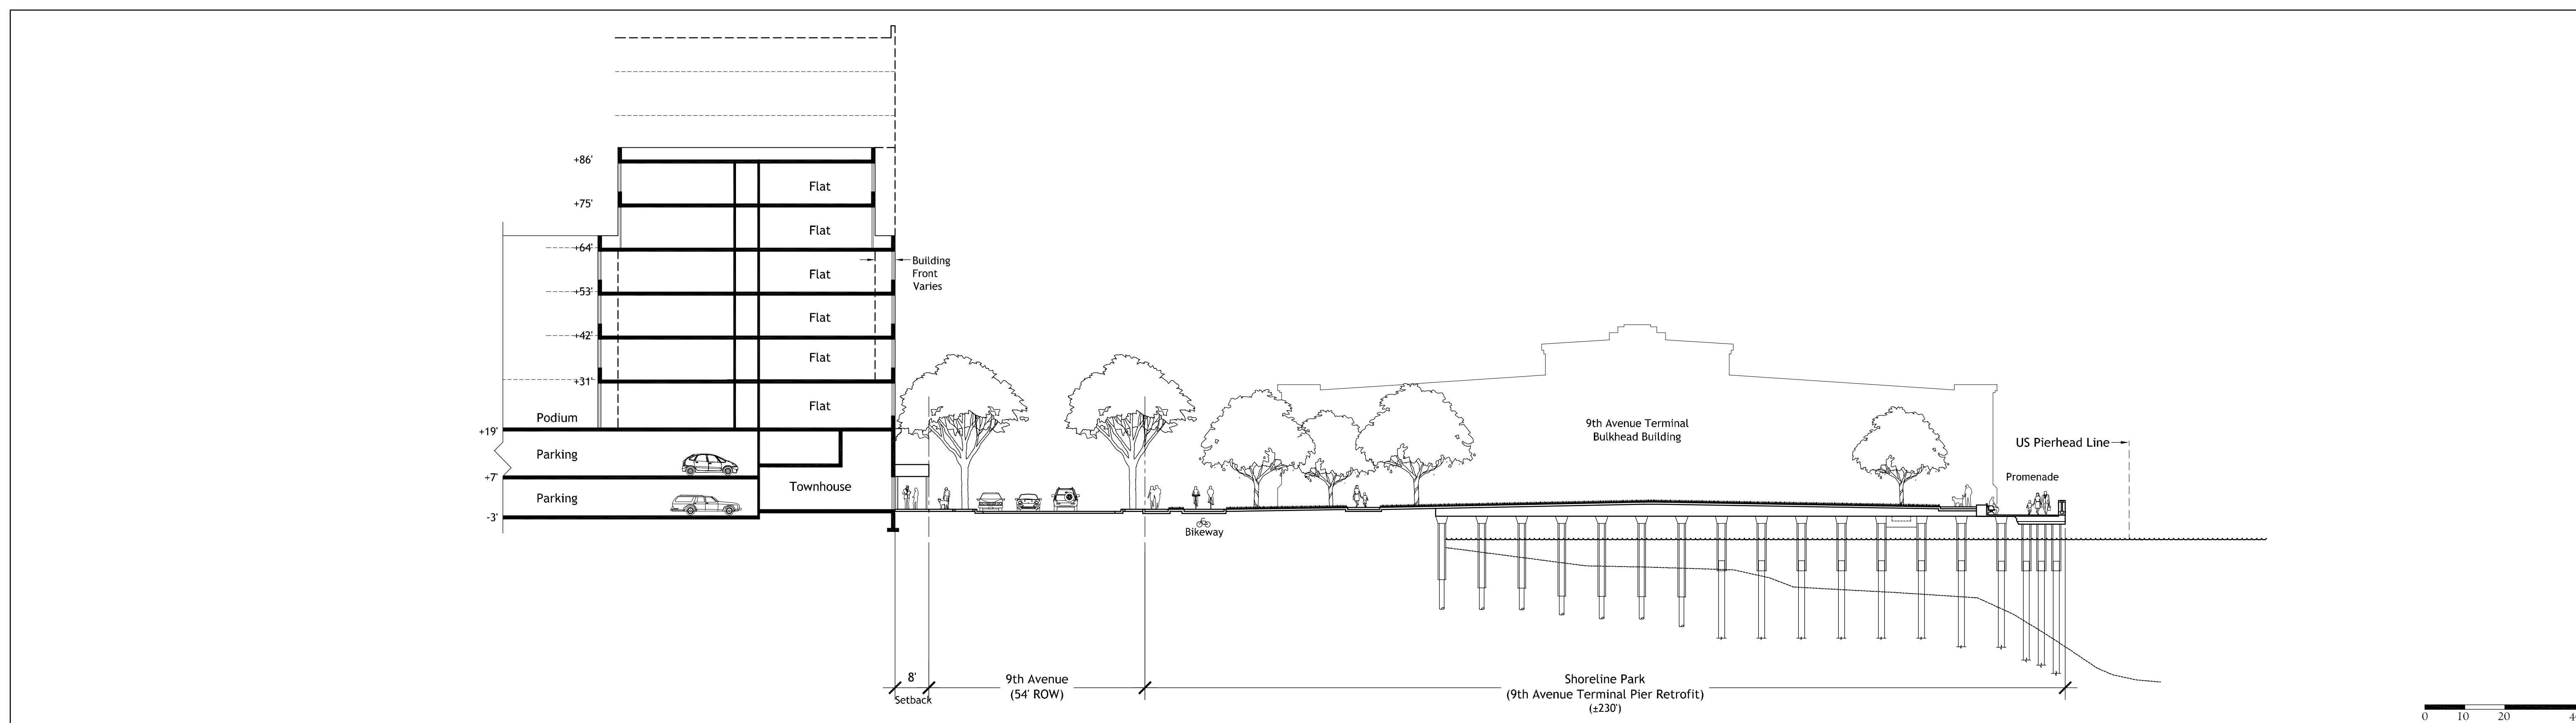 +86'
Flat
+75'
Flat
+64'
Building
Front
Varies
Flat
+53'
Flat
+42'
Flat
+31'
Flat
Podium
+19'
Parking
+7'
Parking
-3'
Townhouse
Bikeway
9th Avenue Terminal
Bulkhead Building
US Pierhead Line
Promenade
8'
Setback
9th Avenue
(54' ROW)
Shoreline Park
(9th Avenue Terminal Pier Retrofit)
(±230')
0 10 20